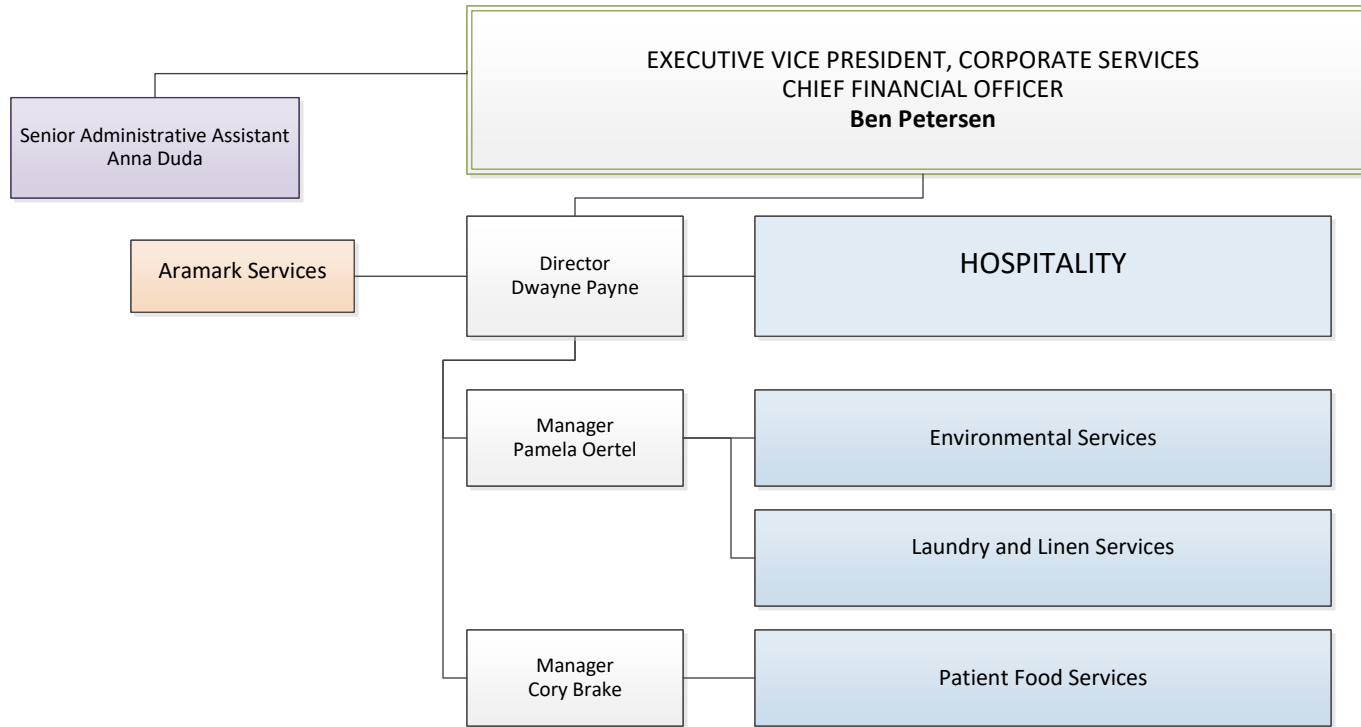 EXECUTIVE VICE PRESIDENT, CORPORATE SERVICES
CHIEF FINANCIAL OFFICER
Ben Petersen
Senior Administrative Assistant
Anna Duda
Aramark Services
Director
Dwayne Payne
HOSPITALITY
Manager
Pamela Oertel
Environmental Services
Laundry and Linen Services
Manager
Cory Brake
Patient Food Services